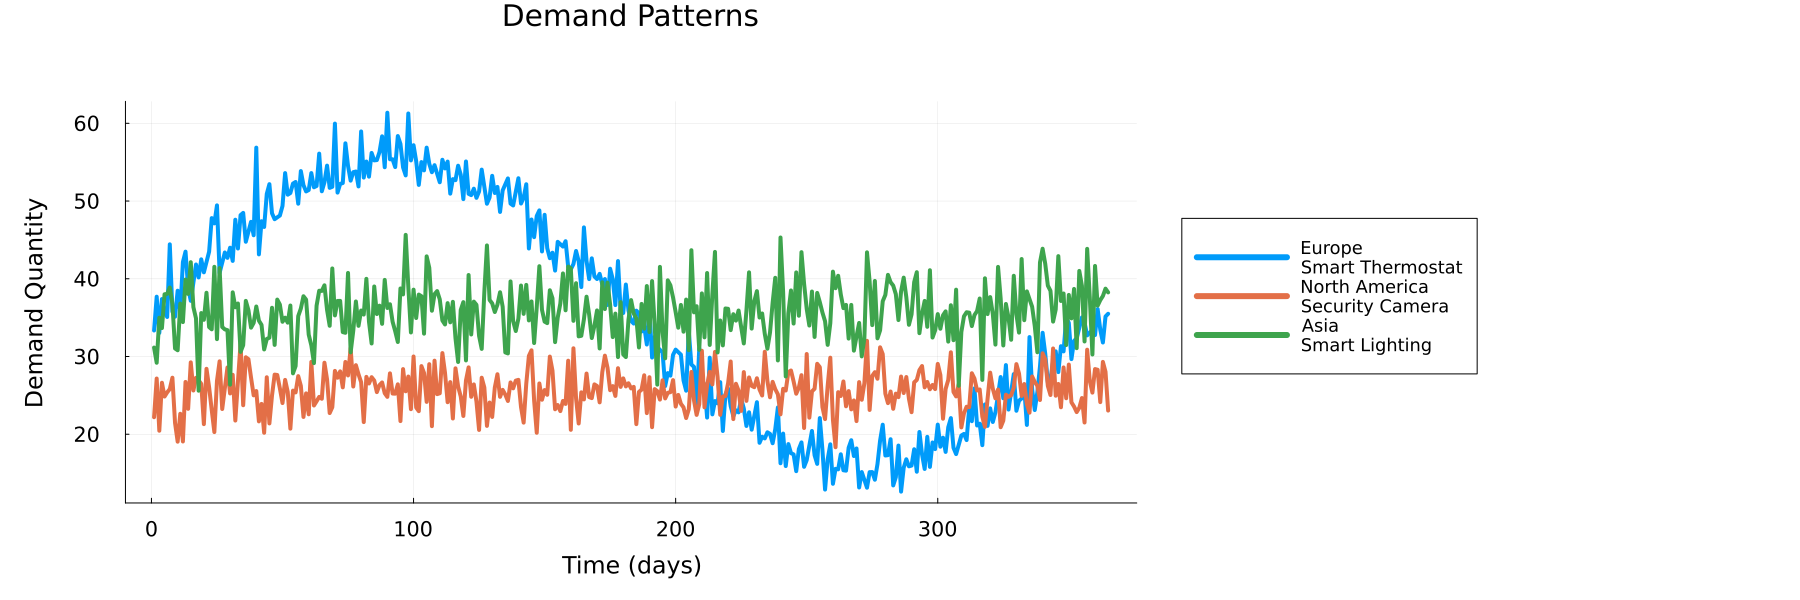 Demand Patterns
Demand Quantity
60
50
40
30
20
0
100
200
300
Time (days)
Europe
Smart Thermostat
North America
Security Camera
Asia
Smart Lighting